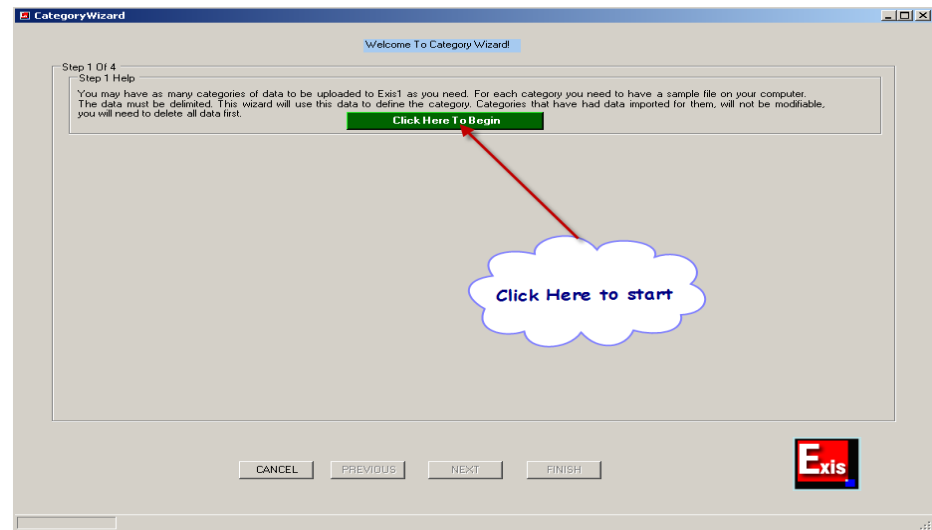 CategoryWizard
Welcome To Category Wizard!
Step 1 Of 4
Step 1 Help
You may have as many categories of data to be uploaded to Exis1 as you need. For each category you need to have a sample file on your computer.
The data must be delimited. This wizard will use this data to define the category. Categories that have had data imported for them, will not be modifiable,
you will need to delete all data first.
Click Here To Begin
Click Here to start
CANCEL
PREVIOUS
NEXT
FINISH
Exis